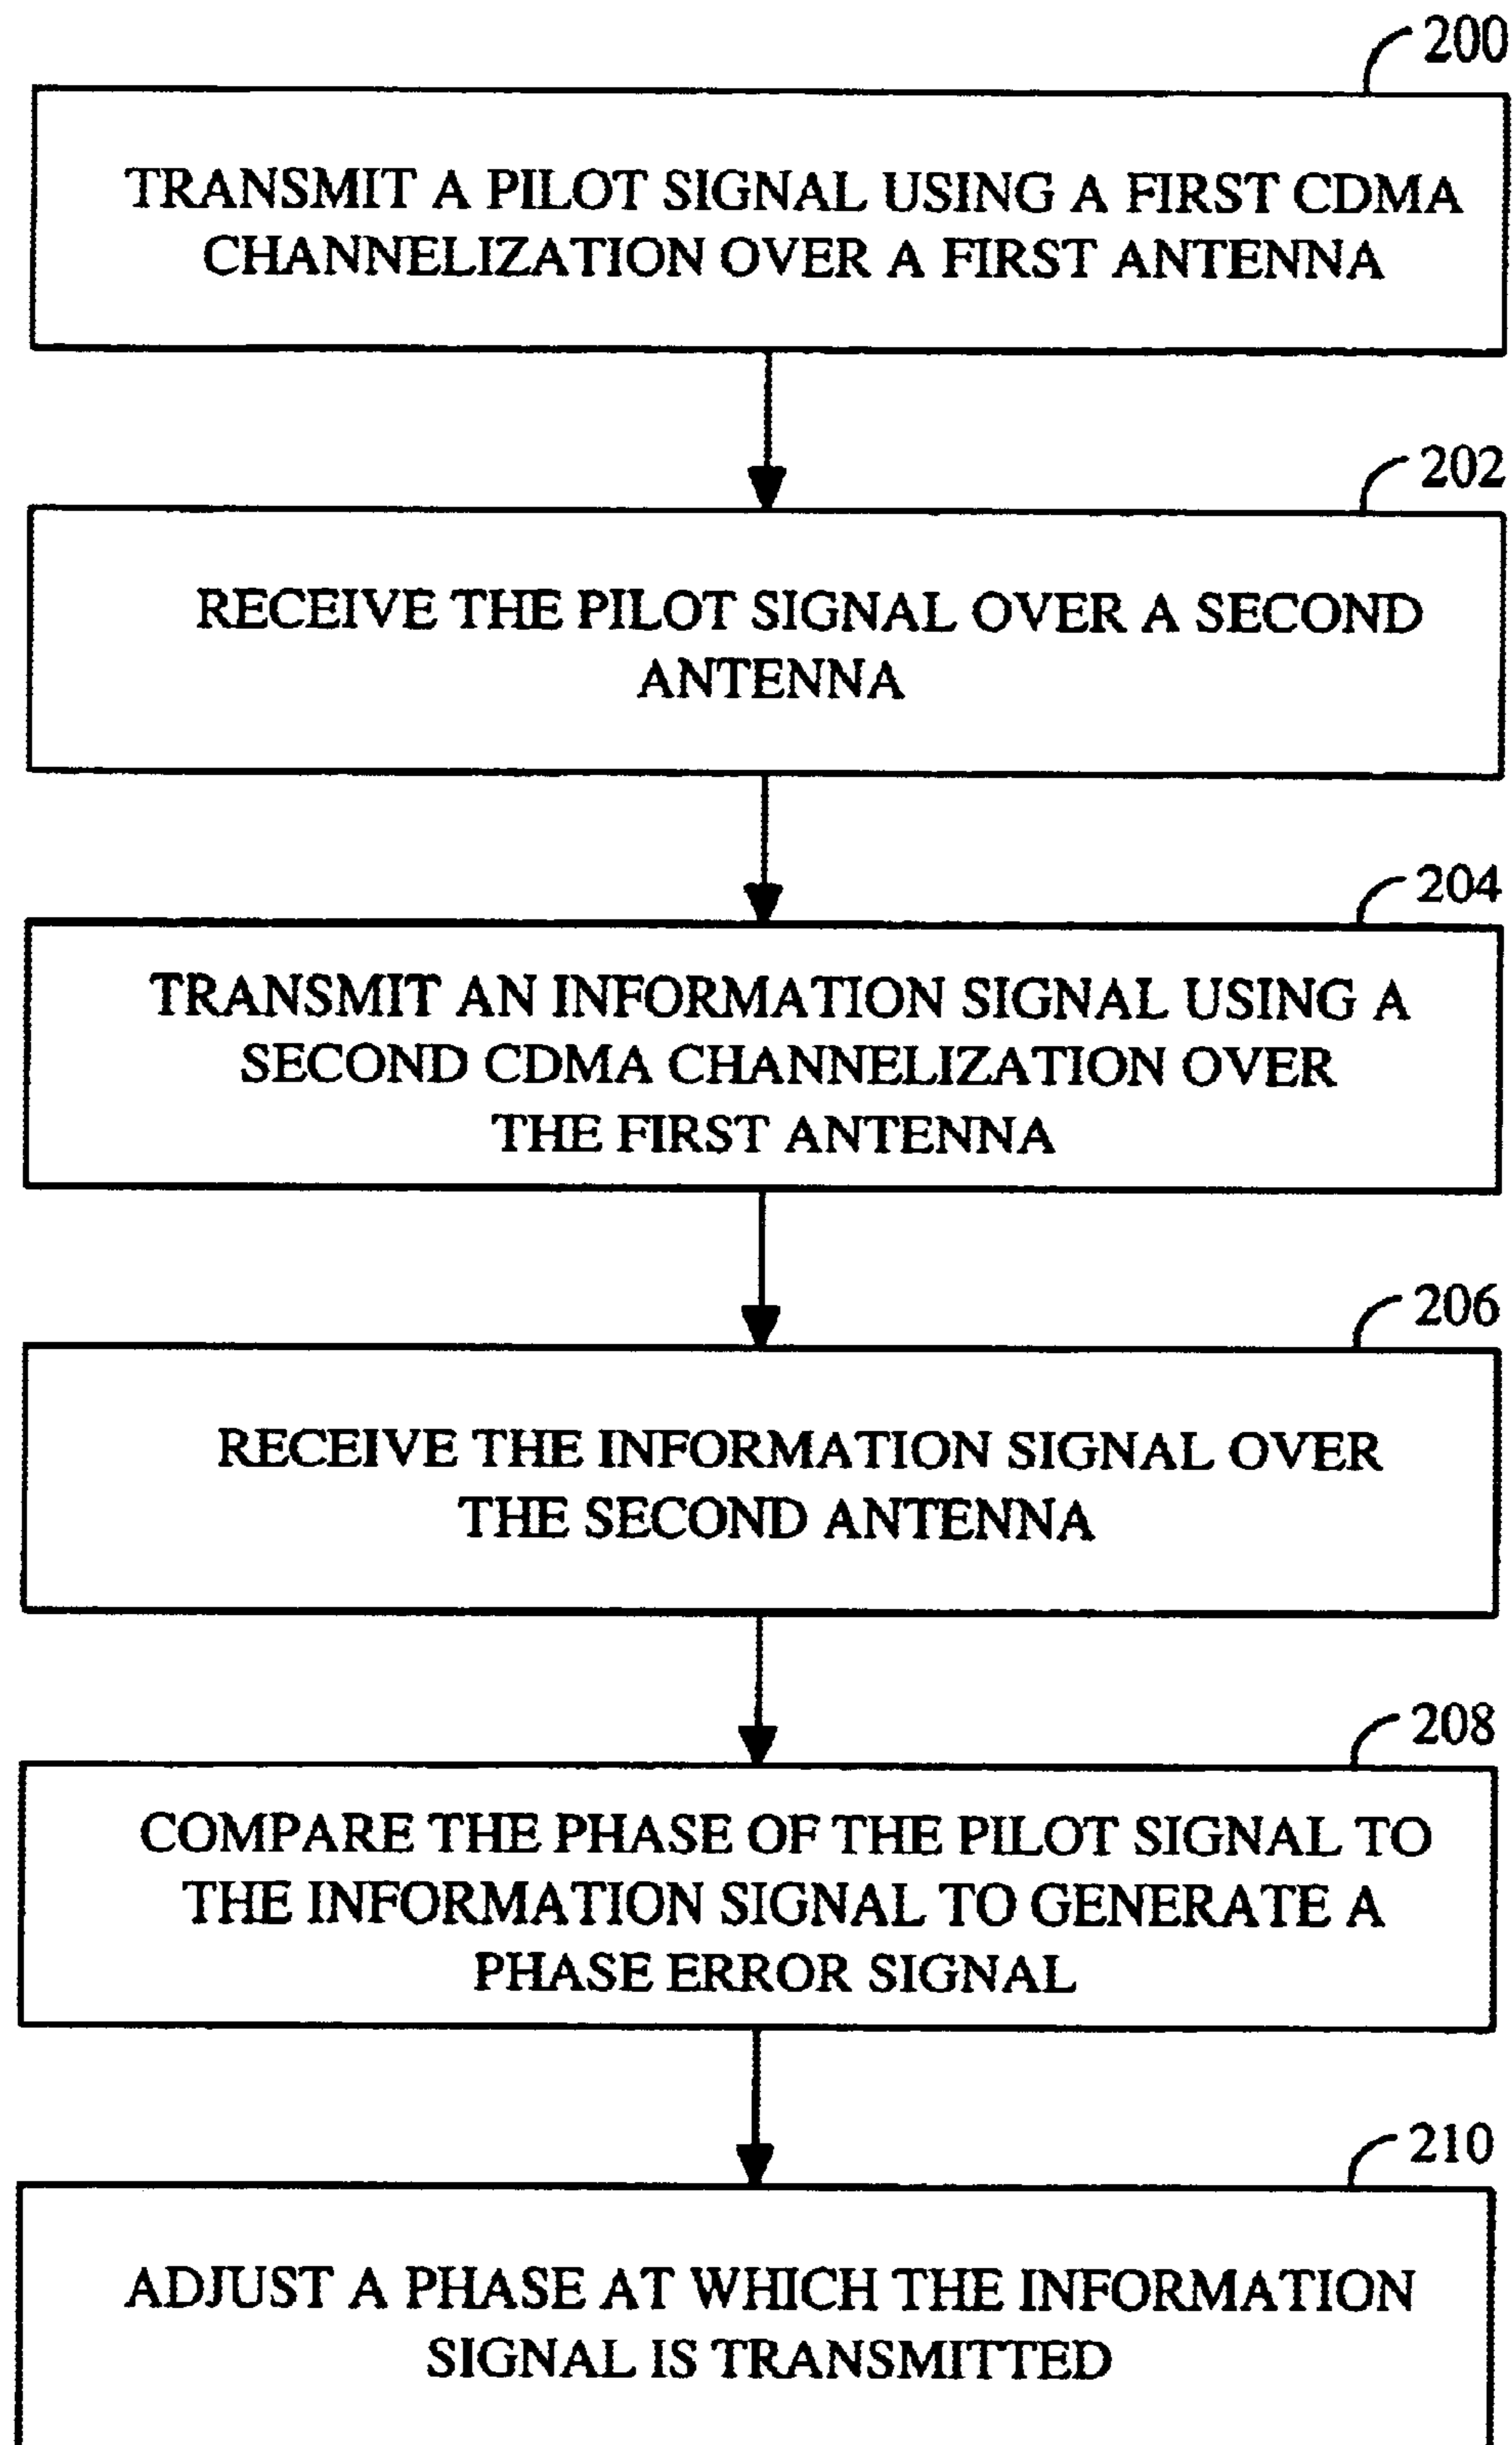 200
TRANSMIT A PILOT SIGNAL USING A FIRST CDMA
CHANNELIZATION OVER A FIRST ANTENNA
202
RECEIVE THE PILOT SIGNAL OVER A SECOND
ANTENNA
204
TRANSMIT AN INFORMATION SIGNAL USING A
SECOND CDMA CHANNELIZATION OVER
THE FIRST ANTENNA
206
RECEIVE THE INFORMATION SIGNAL OVER
THE SECOND ANTENNA
208
COMPARE THE PHASE OF THE PILOT SIGNAL TO
THE INFORMATION SIGNAL TO GENERATE A
PHASE ERROR SIGNAL
210
ADJUST A PHASE AT WHICH THE INFORMATION
SIGNAL IS TRANSMITTED